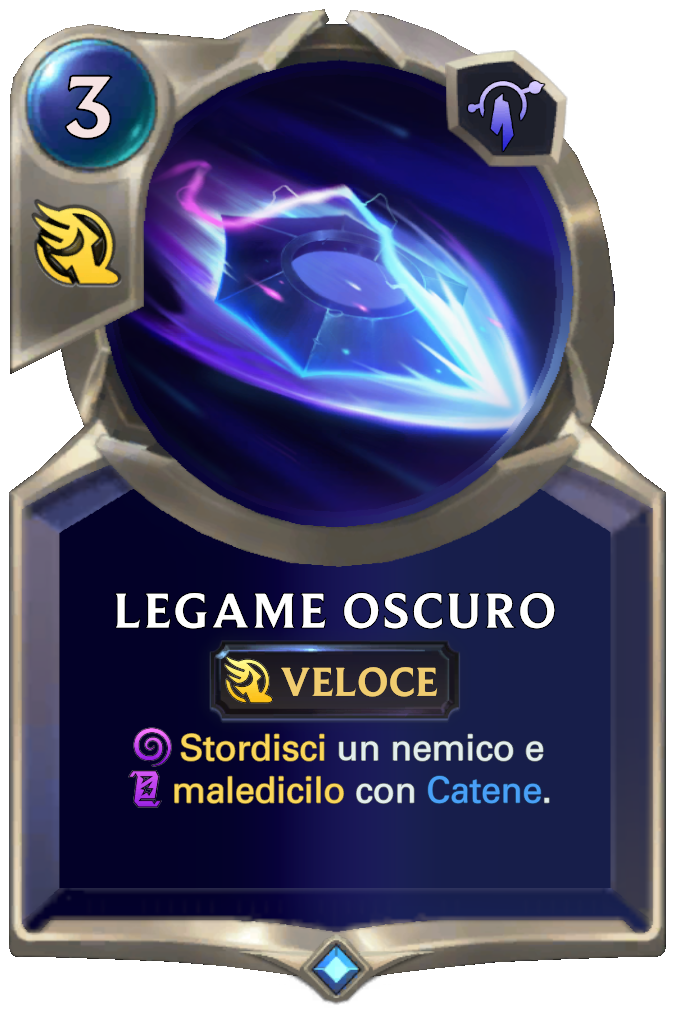 3
LEGAME OSCURO
VELOCE
Stordisci un nemico e
maledicilo con Catene.